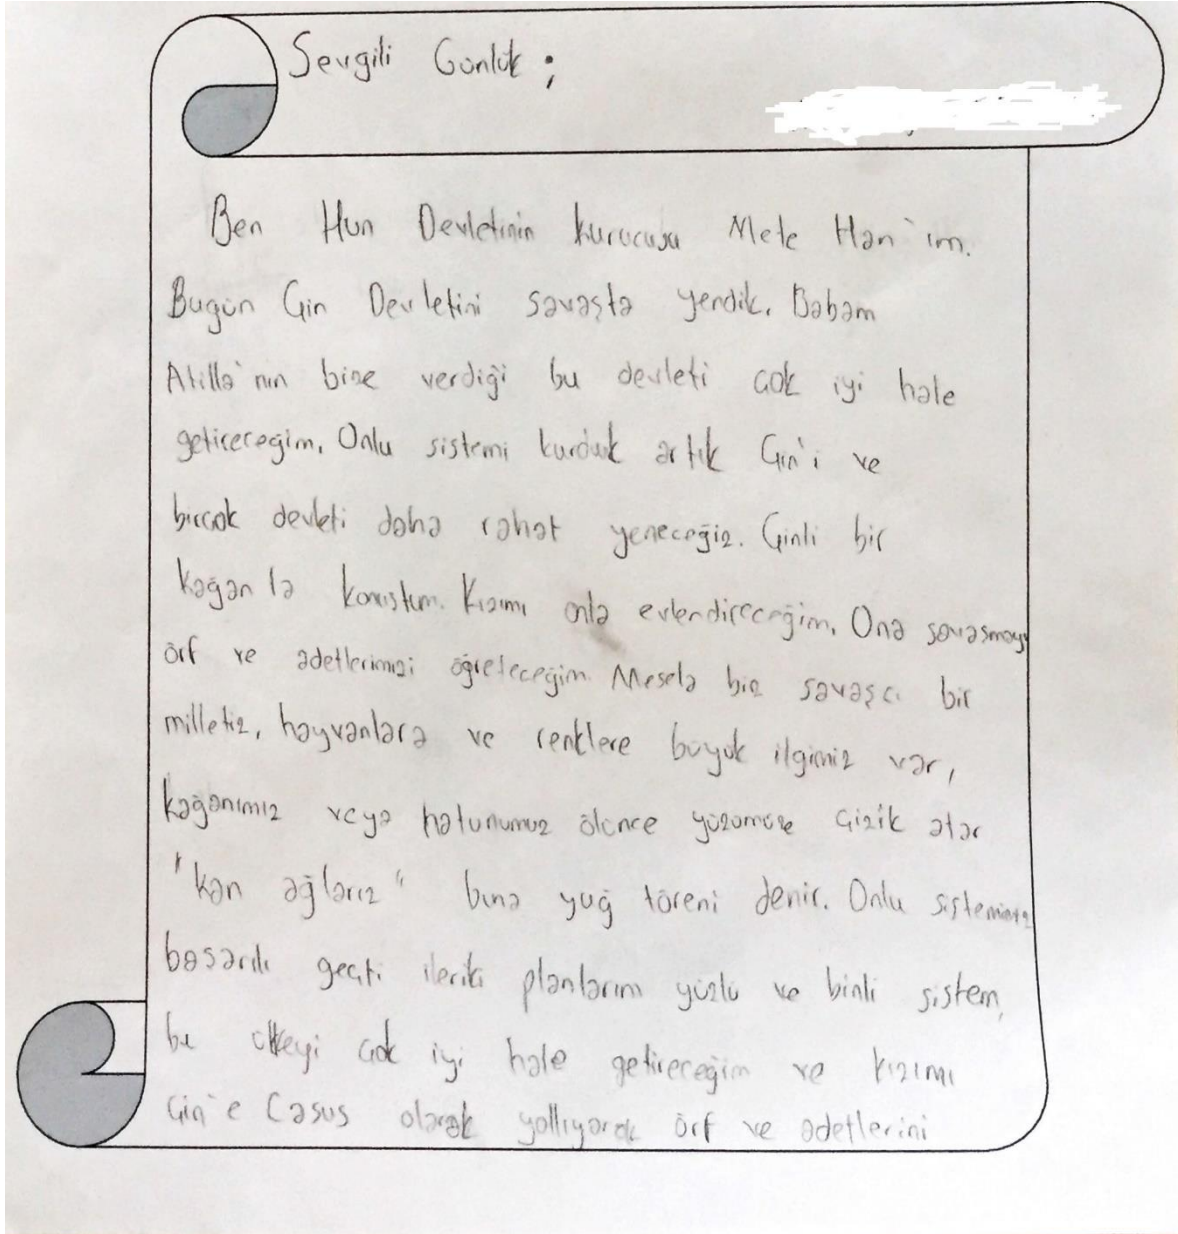 Sevgili Günlük ;
Ben Hun Devletinin kurucusu Mete Han'ım.
Bugün Çin Devletini savaşta yendik. Babam
Atilla'nın bize verdiği bu devleti çok iyi hale
getireceğim. Onlu sistemi kurduk artık Çin'i ve
birçok devleti daha rahat yeneceğiz. Çinli bir
kağan la konuştum. Kızımı onla evlendireceğim. Ona savaşmayı
örf ve adetlerimizi öğreteceğim. Mesela biz savaşcı bir
milletiz, hayvanlara ve renklere büyük ilgimiz var,
kağanımız veya hatunumuz ölünce yüzümüze çizik atar
"kan ağlarız" buna yuğ töreni denir. Onlu sistemimiz
başarılı geçti ileriki planlarım yüzlü ve binli sistem,
bu ülkeyi çok iyi hale getireceğim ve kızımı
Çin'e Casus olarak yollıyarak örf ve adetlerini